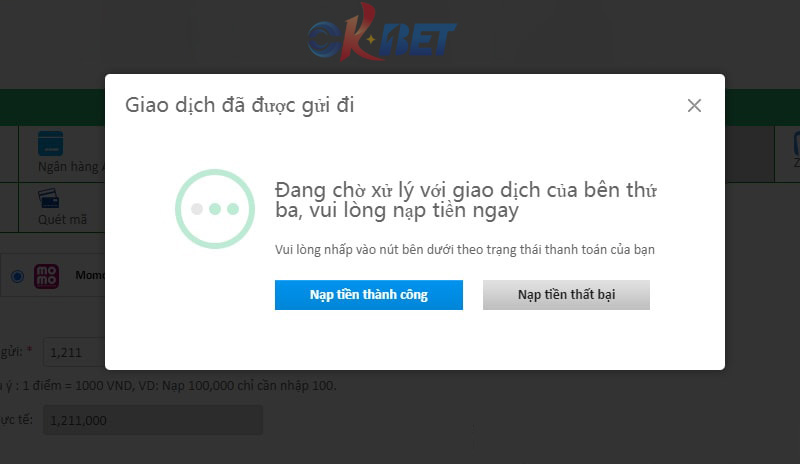 OKBET
Giao dịch đã được gửi đi
Ngân hàng
Đang chờ xử lý với giao dịch của bên thứ
ba, vui lòng nạp tiền ngay
Quét mã
Vui lòng nhấp vào nút bên dưới theo trạng thái thanh toán của bạn
mo
mo
Nạp tiền thành công
Nạp tiền thất bại
gửi: *
1,211
ý : 1 điểm = 1000 VND, VD: Nạp 100,000 chỉ cần nhập 100.
tế:
1,211,000